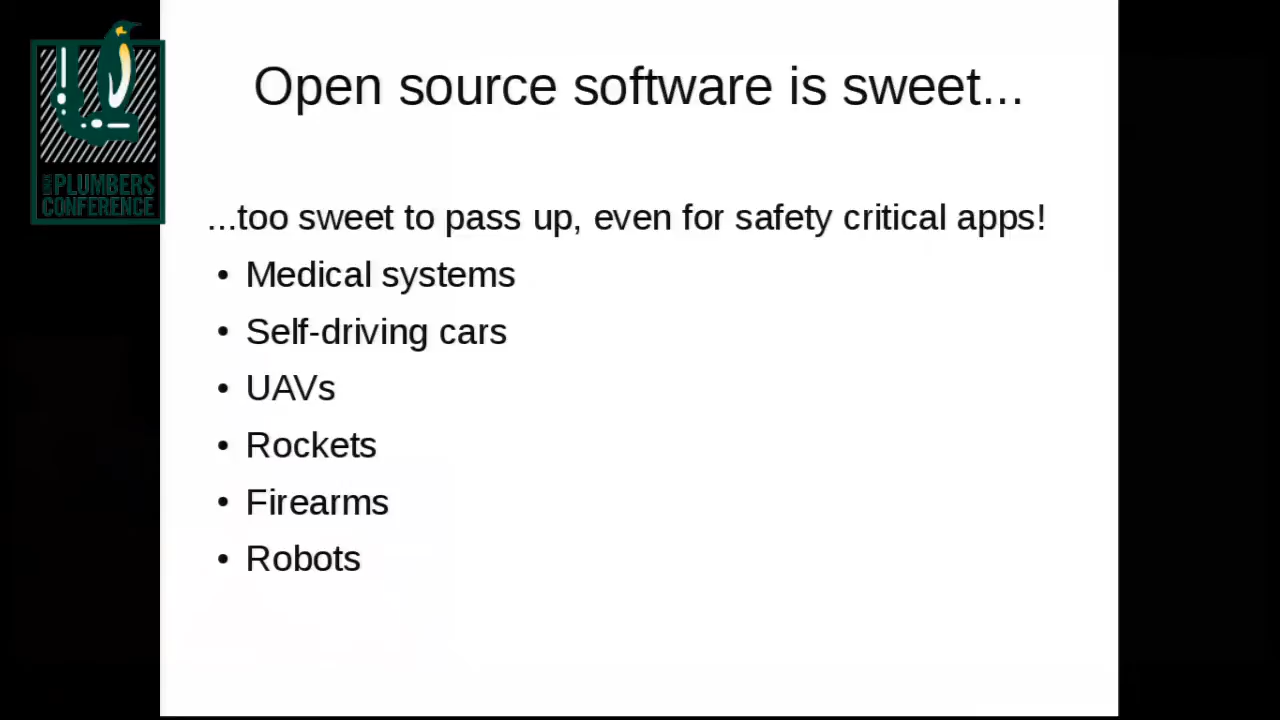 Open source software is sweet...
...too sweet to pass up, even for safety critical apps!
• Medical systems
• Self-driving cars
• UAVs
• Rockets
• Firearms
• Robots
LINUX PLUMBERS
CONFERENCE